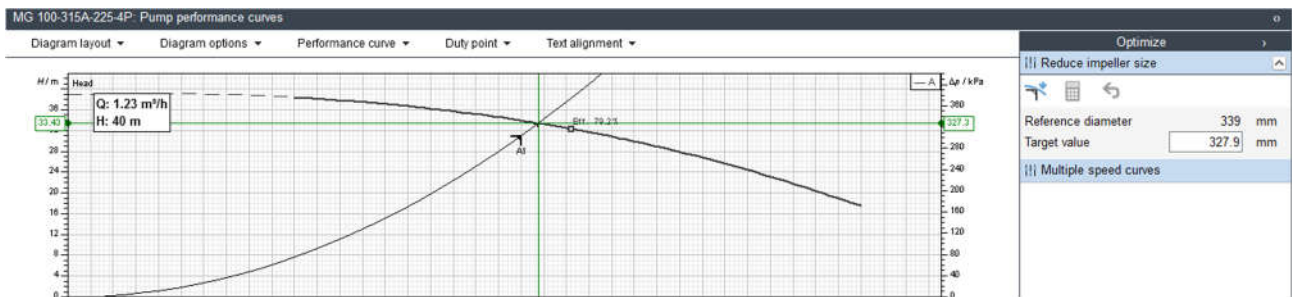 MG 100-315A-225-4P: Pump performance curves
Diagram layout Diagram options Performance curve Duty point Text alignment
H / m Head
Q: 1.23 m³/h
H: 40 m
36
33.43
28
24
20
16
12
8
4
0
A1
Eff. 79.2%
A
Δp / kPa
360
327.3
280
240
200
160
120
80
40
0
Optimize
Reduce impeller size
Reference diameter 339 mm
Target value 327.9 mm
Multiple speed curves